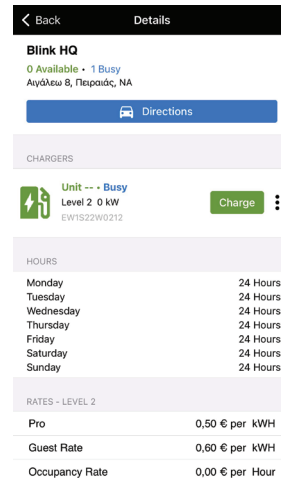 Back Details
Blink HQ
0 Available • 1 Busy
Αιγάλεω 8, Πειραιάς, NA
Directions
CHARGERS
Unit -- • Busy
Level 2 0 kW
Charge
EW1S22W0212
HOURS
Monday 24 Hours
Tuesday 24 Hours
Wednesday 24 Hours
Thursday 24 Hours
Friday 24 Hours
Saturday 24 Hours
Sunday 24 Hours
RATES - LEVEL 2
Pro 0,50 € per kWH
Guest Rate 0,60 € per kWH
Occupancy Rate 0,00 € per Hour